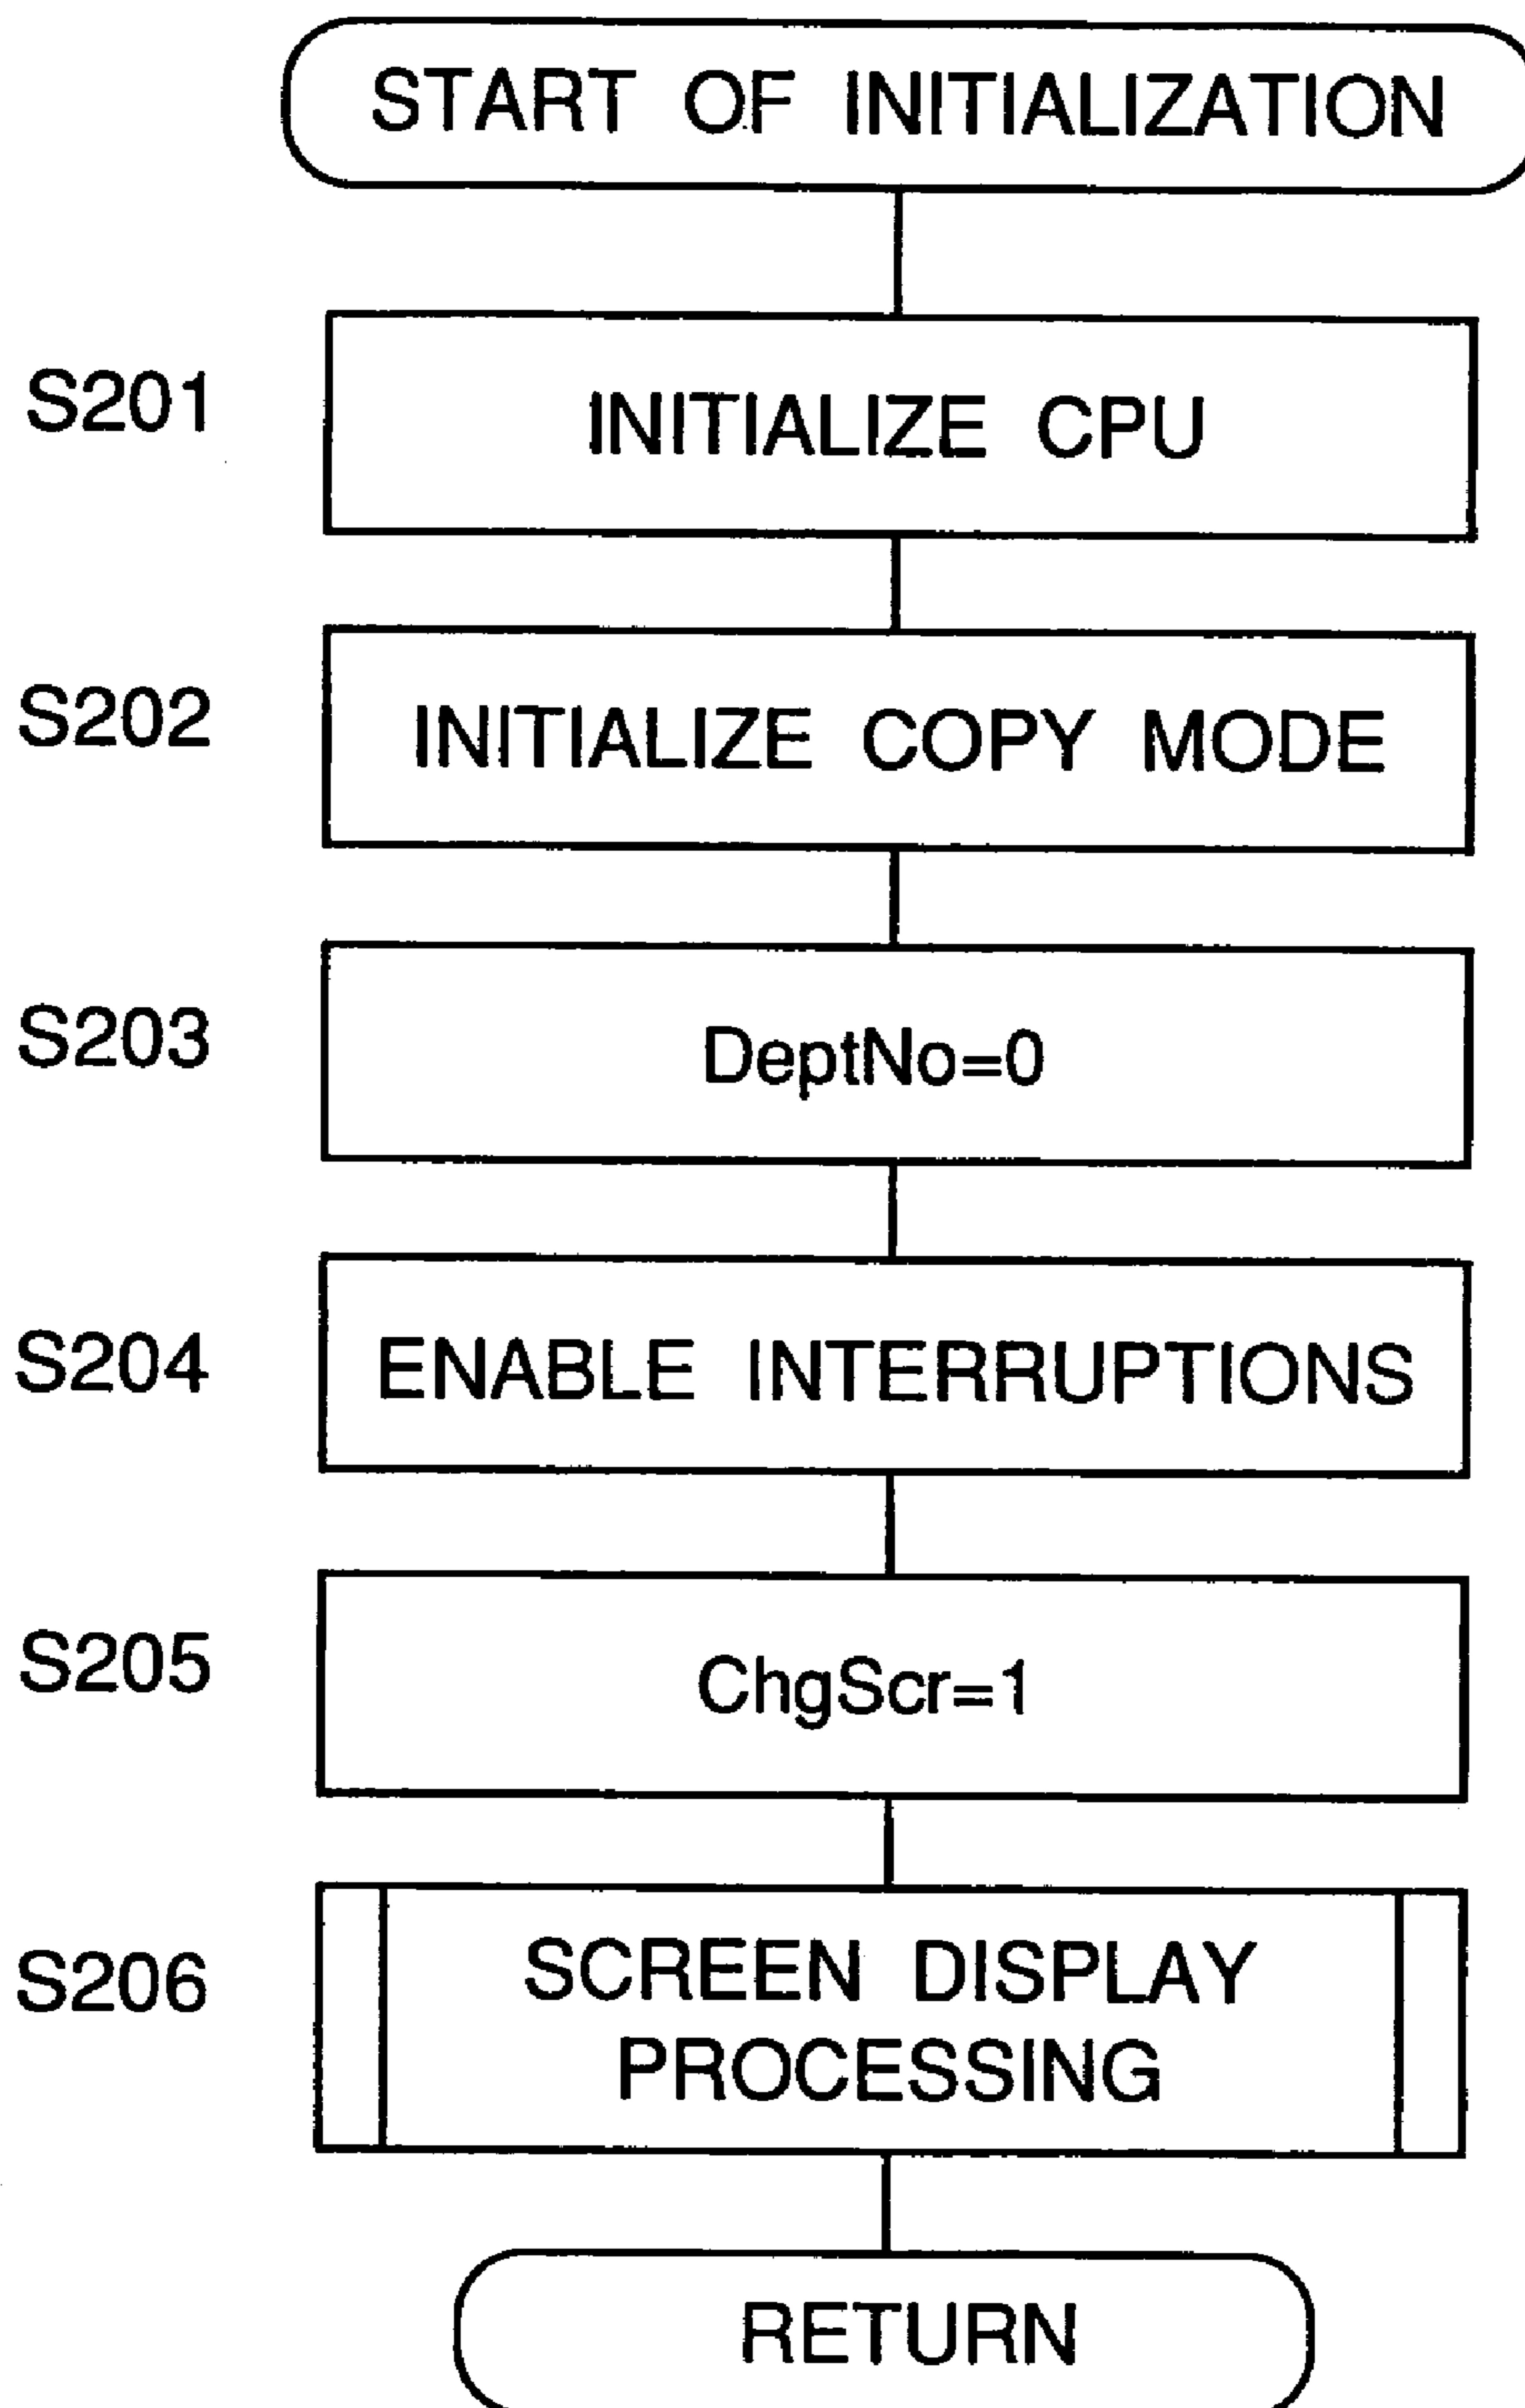 START OF INITIALIZATION
S201
INITIALIZE CPU
S202
INITIALIZE COPY MODE
S203
DeptNo=0
S204
ENABLE INTERRUPTIONS
S205
ChgScr=1
S206
SCREEN DISPLAY
PROCESSING
RETURN